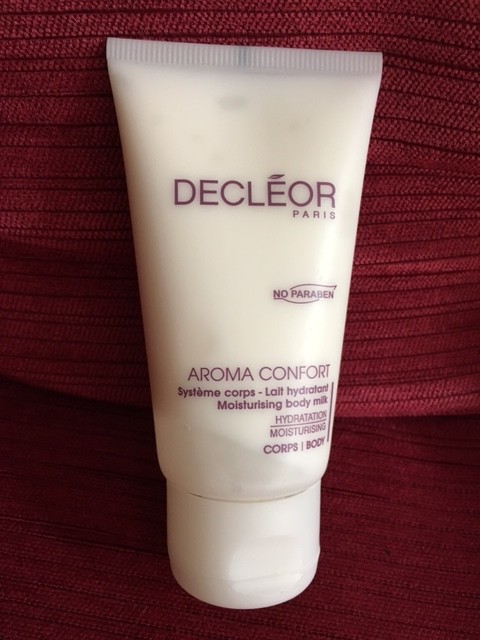 DECLÉOR
PARIS
NO PARABEN
AROMA CONFORT
Système corps - Lait hydratant
Moisturising body milk
HYDRATATION
MOISTURISING
CORPS | BODY